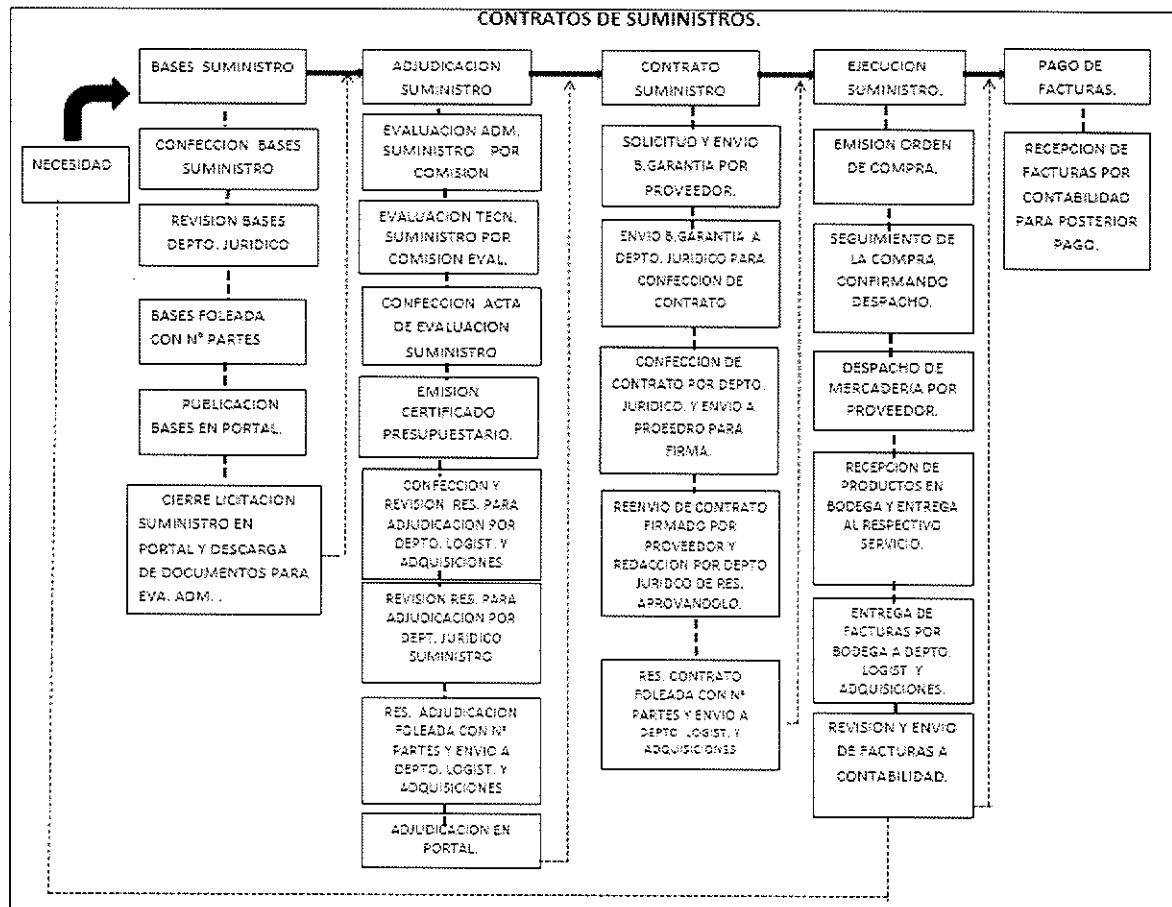 CONTRATOS DE SUMINISTROS.
NECESIDAD
BASES SUMINISTRO
CONFECCION BASES
SUMINISTRO
REVISION BASES
DEPTO. JURIDICO
BASES FOLEADA
CON N° PARTES
PUBLICACION
BASES EN PORTAL.
CIERRE LICITACION
SUMINISTRO EN
PORTAL Y DESCARGA
DE DOCUMENTOS PARA
EVA. ADM. .
ADJUDICACION
SUMINISTRO
EVALUACION ADM.
SUMINISTRO POR
COMISION
EVALUACION TECN.
SUMINISTRO POR
COMISION EVAL.
CONFECCION ACTA
DE EVALUACION
SUMINISTRO
EMISION
CERTIFICADO
PRESUPUESTARIO.
CONFECCION Y
REVISION RES. PARA
ADJUDICACION POR
DEPTO. LOGIST. Y
ADQUISICIONES
REVISION RES. PARA
ADJUDICACION POR
DEPT. JURIDICO
SUMINISTRO
RES. ADJUDICACION
FOLEADA CON N°
PARTES Y ENVIO A
DEPTO. LOGIST. Y
ADQUISICIONES
ADJUDICACION EN
PORTAL.
CONTRATO
SUMINISTRO
SOLICITUD Y ENVIO
B.GARANTIA POR
PROVEEDOR.
ENVIO B.GARANTIA A
DEPTO. JURIDICO PARA
CONFECCION DE
CONTRATO
CONFECCION DE
CONTRATO POR DEPTO.
JURIDICO. Y ENVIO A
PROEEDRO PARA
FIRMA.
REENVIO DE CONTRATO
FIRMADO POR
PROVEEDOR Y
REDACCION POR DEPTO
JURIDCO DE RES.
APROVANDOLO.
RES. CONTRATO
FOLEADA CON N°
PARTES Y ENVIO A
DEPTO. LOGIST. Y
ADQUISICIONES
EJECUCION
SUMINISTRO.
EMISION ORDEN
DE COMPRA.
SEGUIMIENTO DE
LA COMPRA
CONFIRMANDO
DESPACHO.
DESPACHO DE
MERCADERIA POR
PROVEEDOR.
RECEPCION DE
PRODUCTOS EN
BODEGA Y ENTREGA
AL RESPECTIVO
SERVICIO.
ENTREGA DE
FACTURAS POR
BODEGA A DEPTO.
LOGIST. Y
ADQUISICIONES.
REVISION Y ENVIO
DE FACTURAS A
CONTABILIDAD.
PAGO DE
FACTURAS.
RECEPCION DE
FACTURAS POR
CONTABILIDAD
PARA POSTERIOR
PAGO.